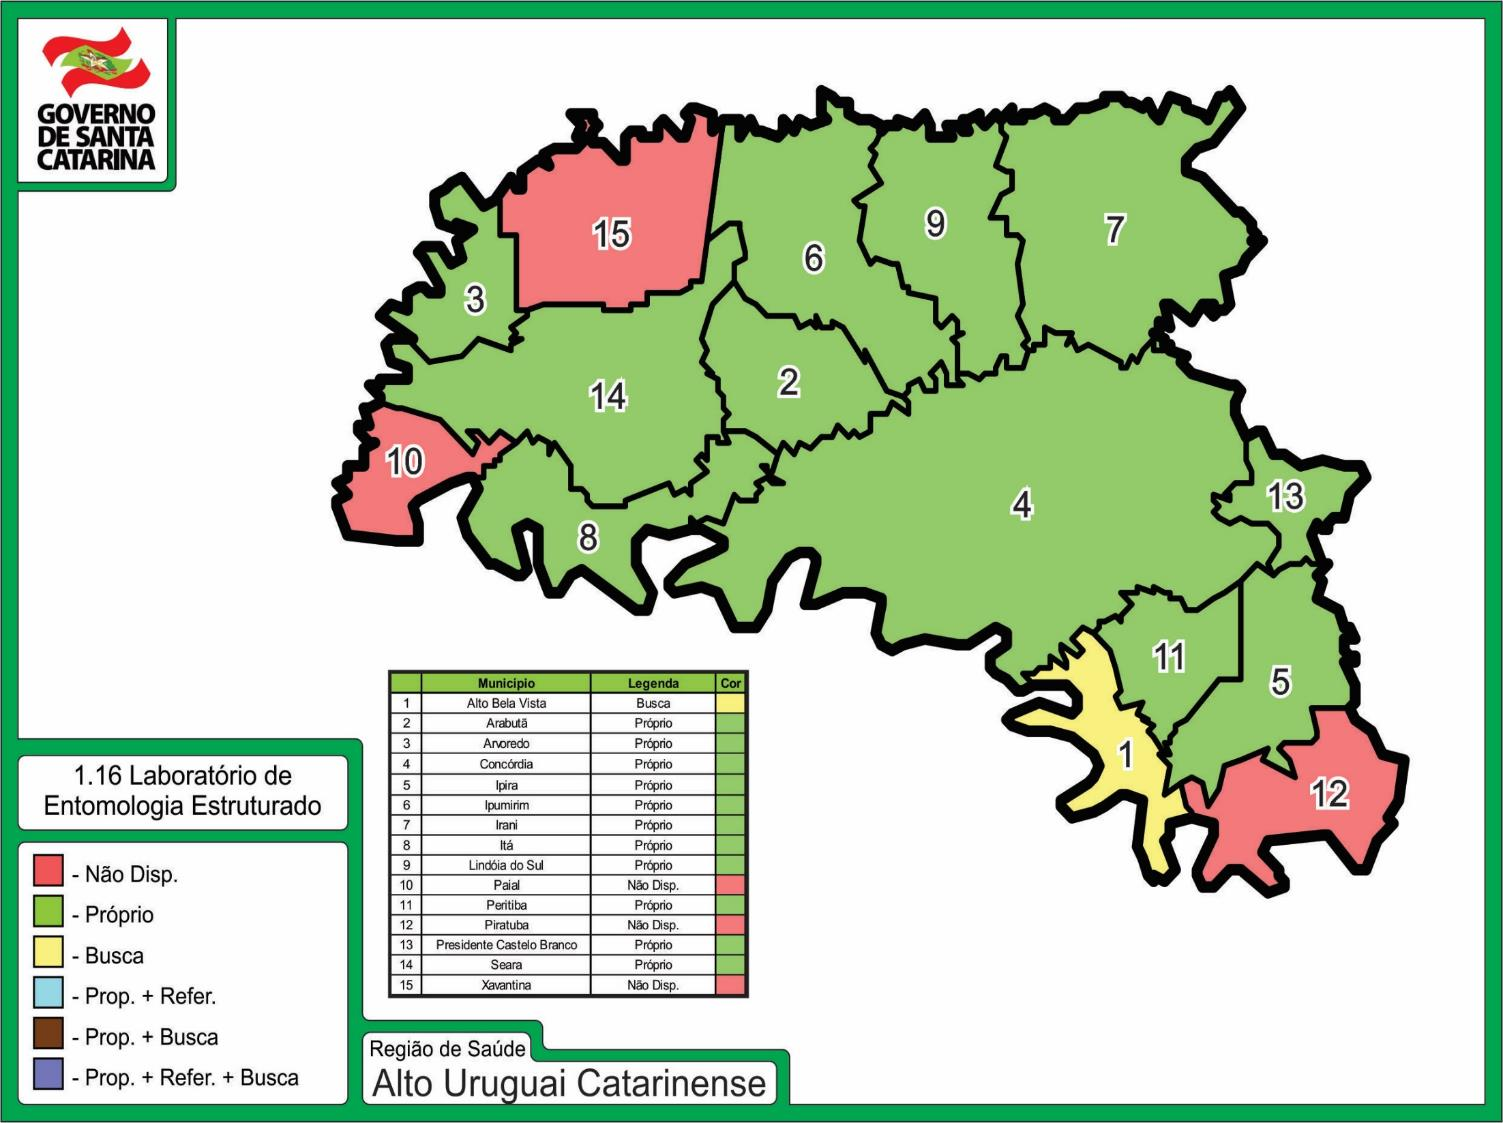 GOVERNO
DE SANTA
CATARINA
15
6
9
7
3
14
2
10
8
4
13
11
5
1
12
Municipio Legenda Cor
1 Alto Bela Vista Busca
2 Arabutã Próprio
3 Arvoredo Próprio
4 Concórdia Próprio
5 Ipira Próprio
6 Ipumirim Próprio
7 Irani Próprio
8 Itá Próprio
9 Lindóia do Sul Próprio
10 Paial Não Disp.
11 Peritiba Próprio
12 Piratuba Não Disp.
13 Presidente Castelo Branco Próprio
14 Seara Próprio
15 Xavantina Não Disp.
1.16 Laboratório de
Entomologia Estruturado
- Não Disp.
- Próprio
- Busca
- Prop. + Refer.
- Prop. + Busca
- Prop. + Refer. + Busca
Região de Saúde
Alto Uruguai Catarinense